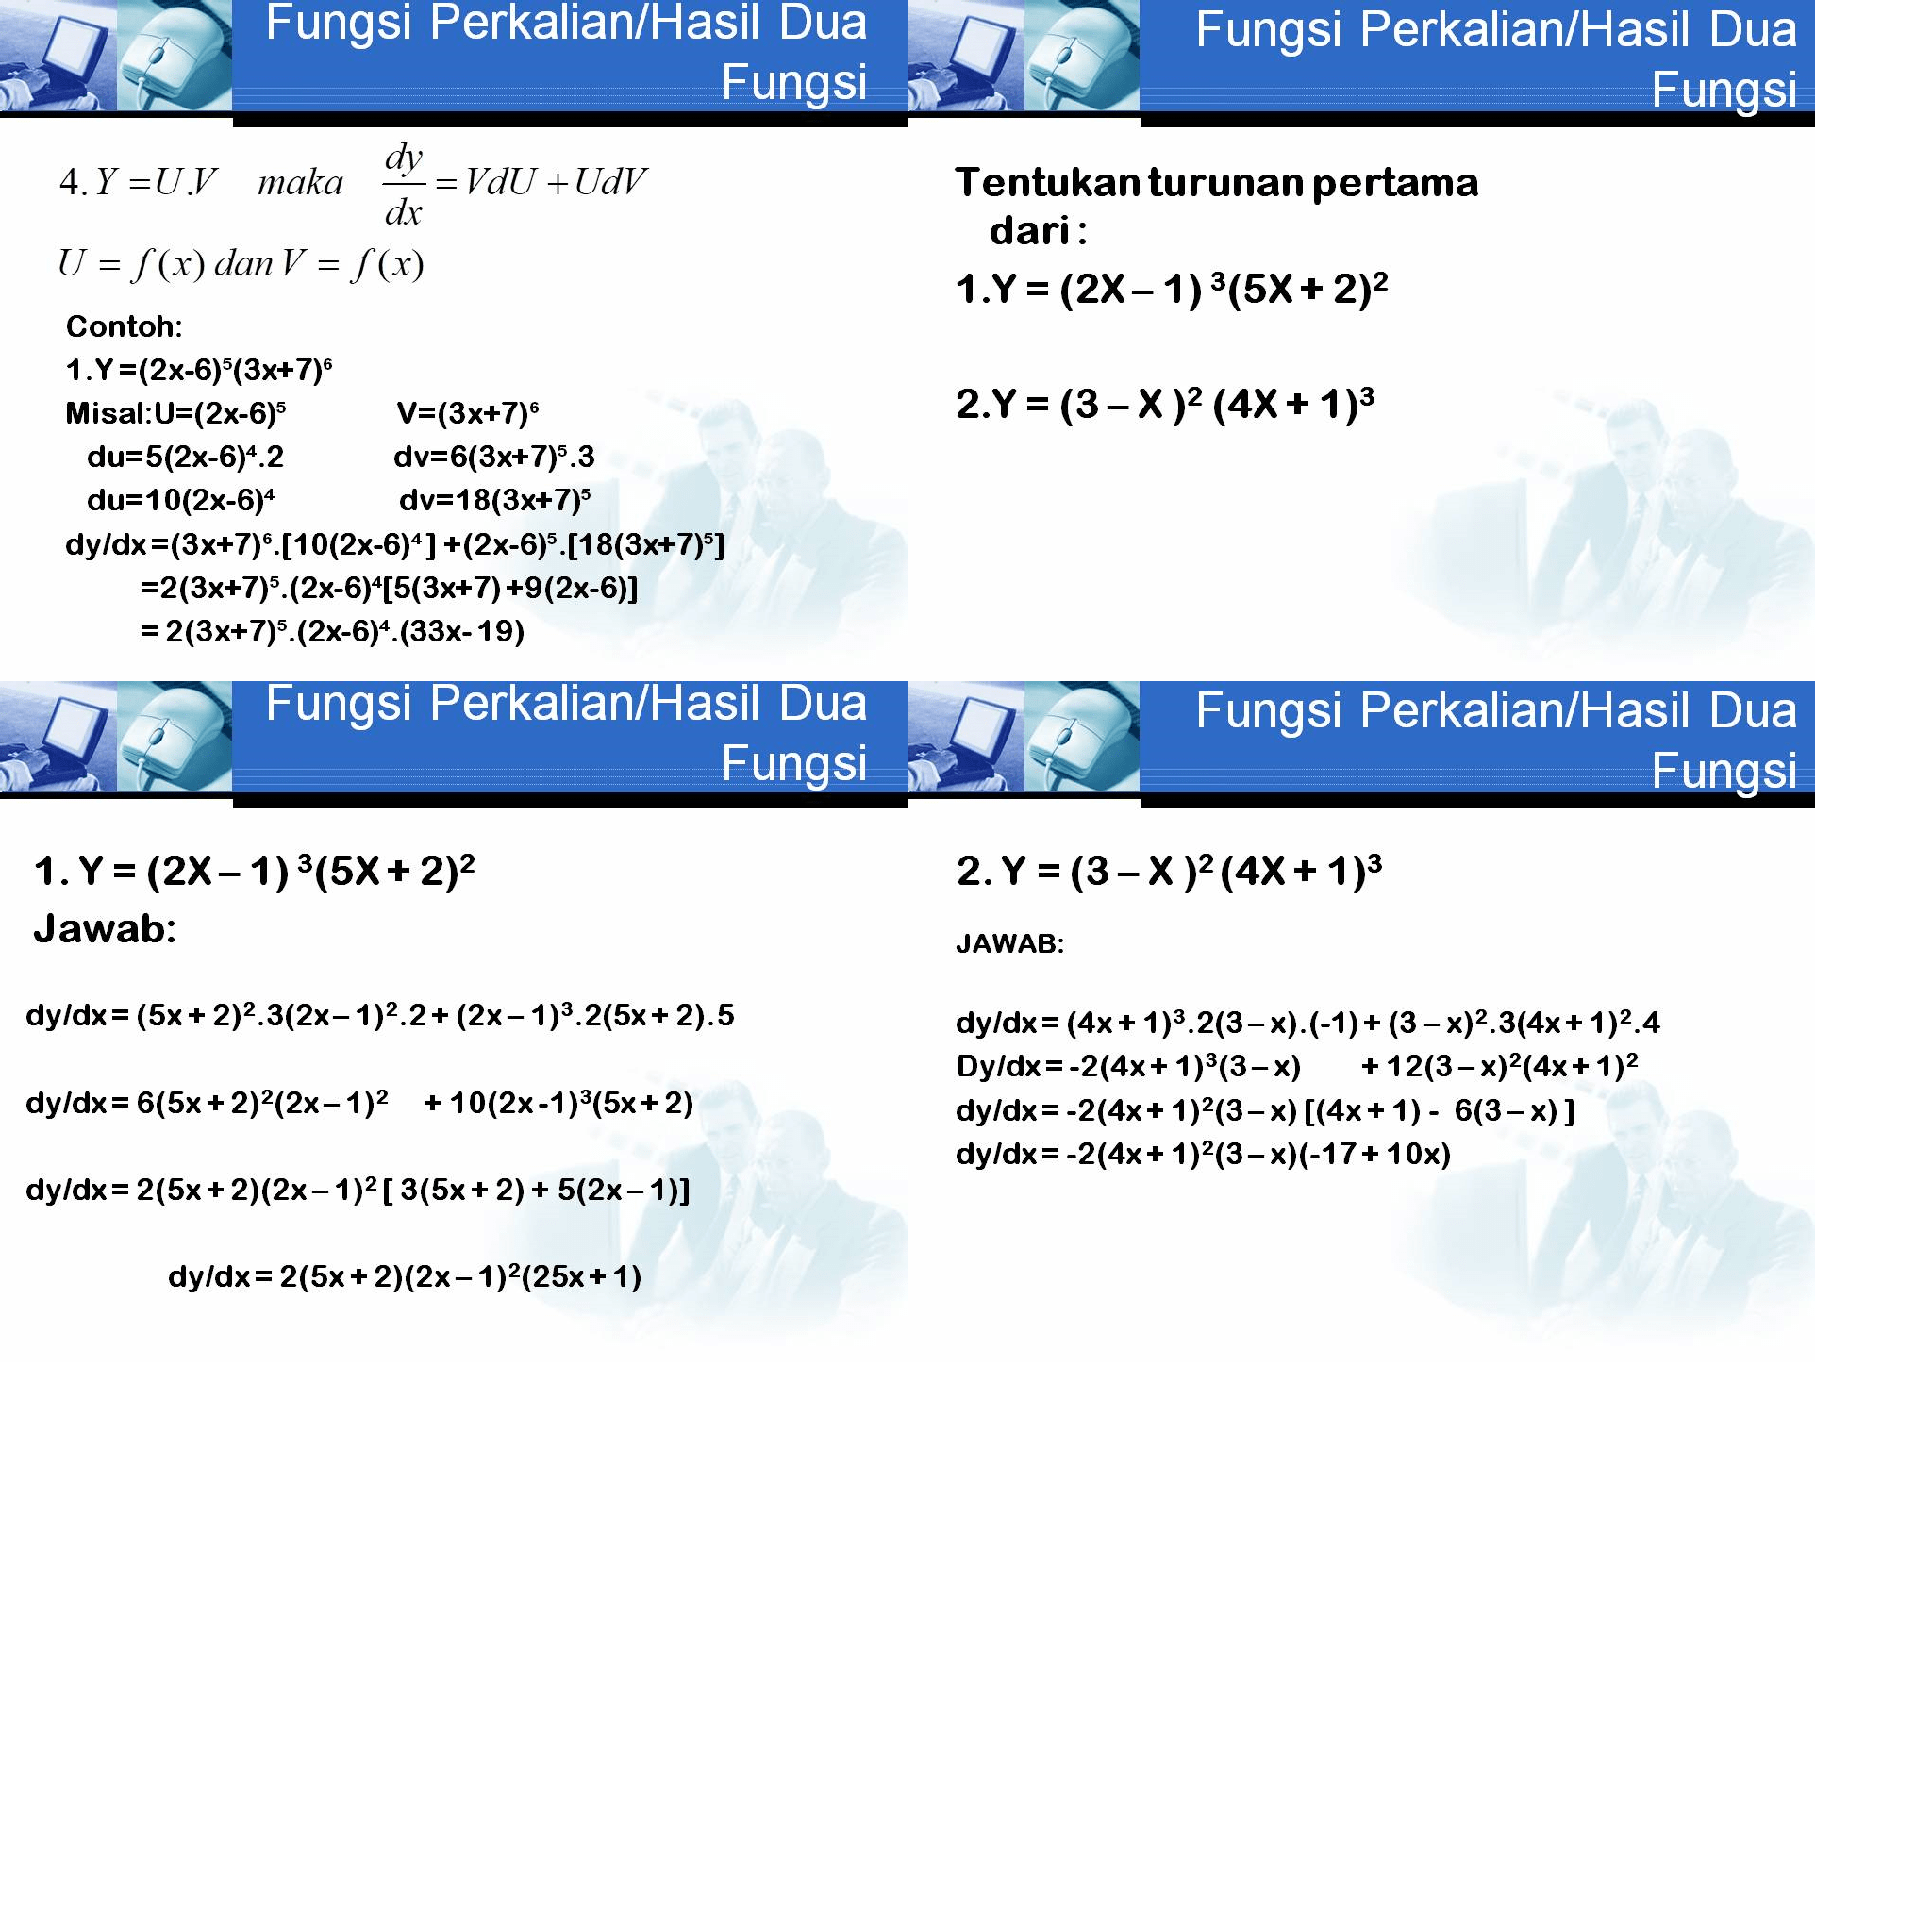 Fungsi Perkalian/Hasil Dua
Fungsi
4. Y = U.V maka dy/dx = VdU + UdV
U = f(x) dan V = f(x)
Contoh:
1.Y =(2x-6)⁵(3x+7)⁶
Misal:U=(2x-6)⁵ V=(3x+7)⁶
du=5(2x-6)⁴.2 dv=6(3x+7)⁵.3
du=10(2x-6)⁴ dv=18(3x+7)⁵
dy/dx =(3x+7)⁶.[10(2x-6)⁴] +(2x-6)⁵.[18(3x+7)⁵]
=2(3x+7)⁵.(2x-6)⁴[5(3x+7) +9(2x-6)]
= 2(3x+7)⁵.(2x-6)⁴.(33x- 19)
Fungsi Perkalian/Hasil Dua
Fungsi
Tentukan turunan pertama
dari :
1.Y = (2X – 1) ³(5X + 2)²
2.Y = (3 – X )² (4X + 1)³
Fungsi Perkalian/Hasil Dua
Fungsi
1. Y = (2X – 1) ³(5X + 2)²
Jawab:
dy/dx = (5x + 2)².3(2x – 1)².2 + (2x – 1)³.2(5x + 2).5
dy/dx = 6(5x + 2)²(2x – 1)² + 10(2x -1)³(5x + 2)
dy/dx = 2(5x + 2)(2x – 1)² [ 3(5x + 2) + 5(2x – 1)]
dy/dx = 2(5x + 2)(2x – 1)²(25x + 1)
Fungsi Perkalian/Hasil Dua
Fungsi
2. Y = (3 – X )² (4X + 1)³
JAWAB:
dy/dx = (4x + 1)³.2(3 – x).(-1) + (3 – x)².3(4x + 1)².4
Dy/dx = -2(4x + 1)³(3 – x) + 12(3 – x)²(4x + 1)²
dy/dx = -2(4x + 1)²(3 – x) [(4x + 1) - 6(3 – x) ]
dy/dx = -2(4x + 1)²(3 – x)(-17 + 10x)